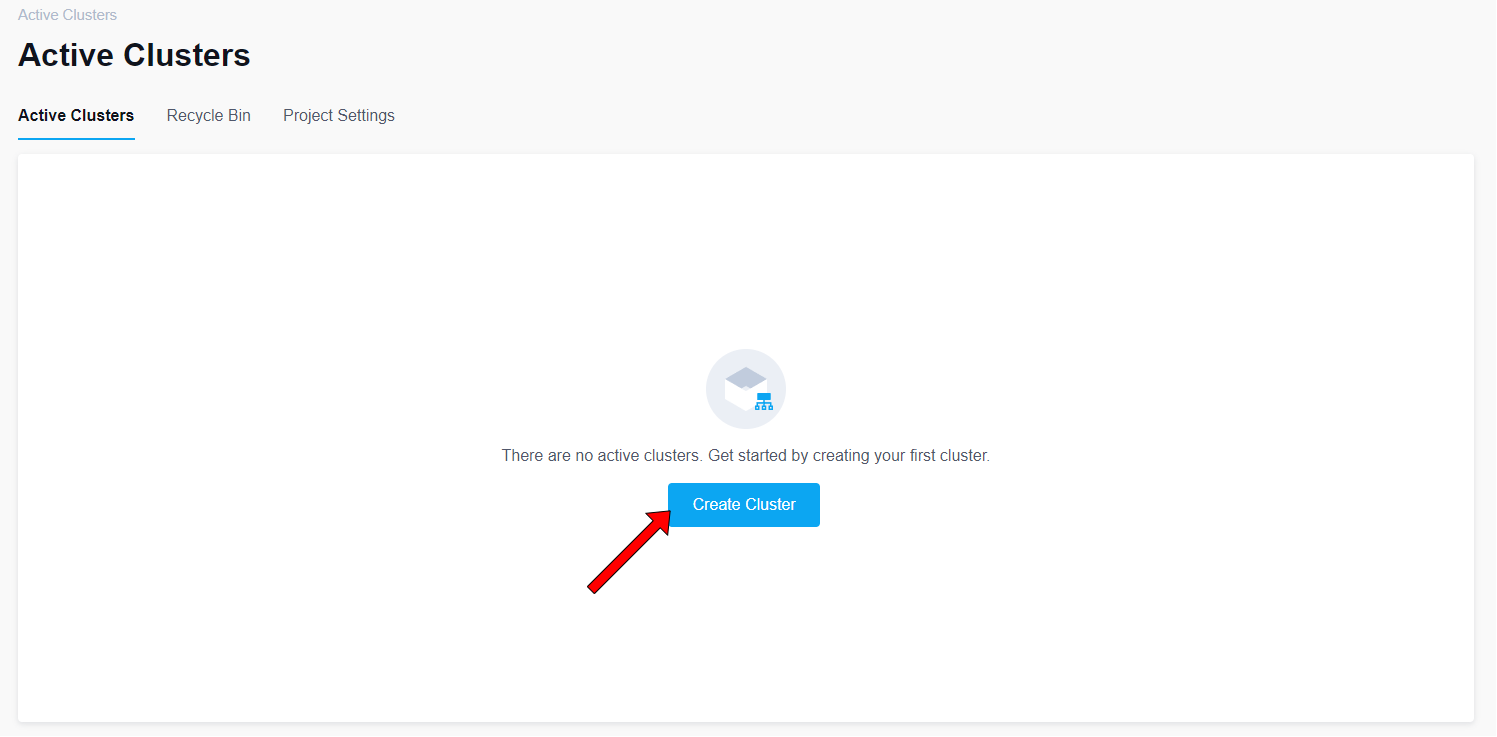 Active Clusters
Active Clusters
Active Clusters Recycle Bin Project Settings
There are no active clusters. Get started by creating your first cluster.
Create Cluster